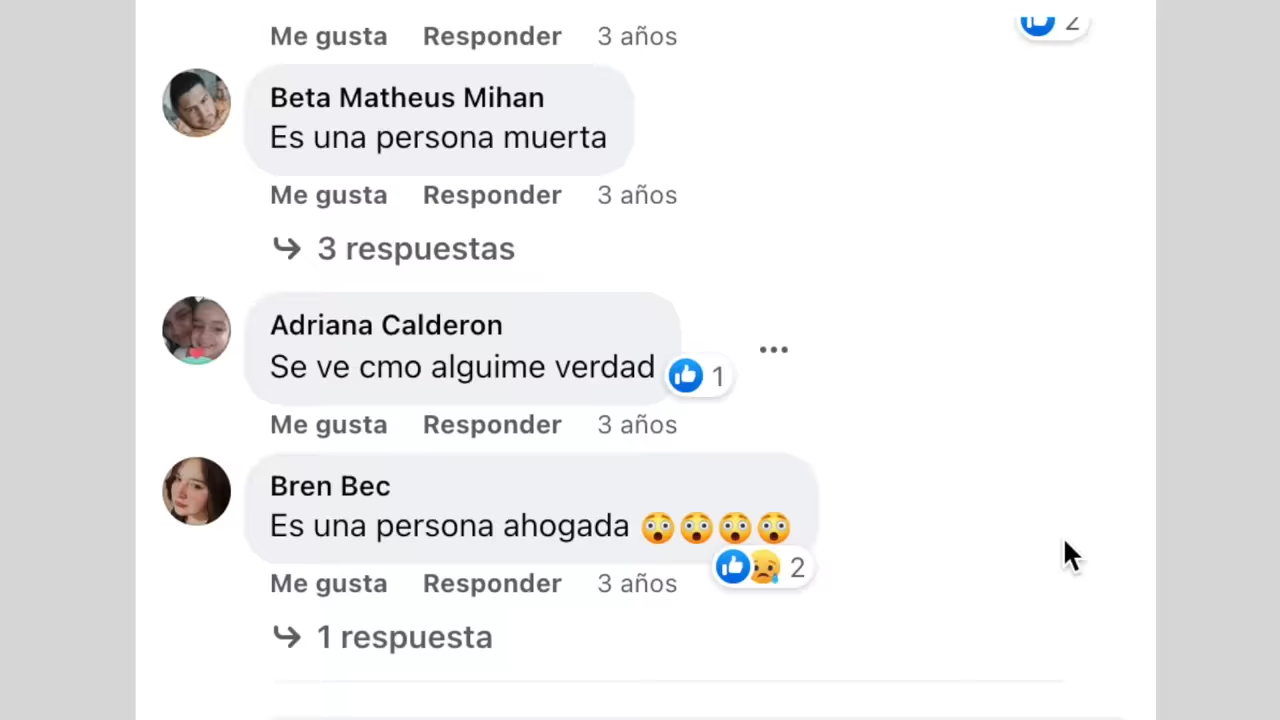 Me gusta Responder 3 años 2
Beta Matheus Mihan
Es una persona muerta
Me gusta Responder 3 años
3 respuestas
Adriana Calderon
Se ve cmo alguime verdad
1
Me gusta Responder 3 años
Bren Bec
Es una persona ahogada 😳😳😳😳
2
Me gusta Responder 3 años
1 respuesta